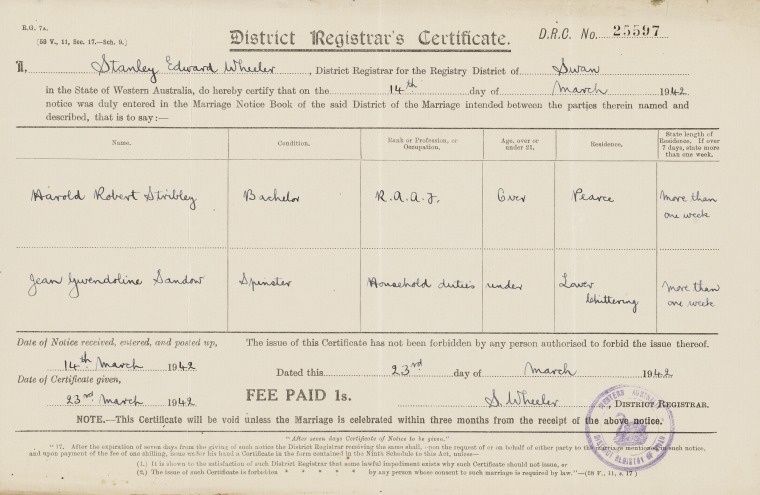 R.G. 7A.
[58 V., 11, Sec. 17.—Sch. 9.]
District Registrar's Certificate.
D.R.C. No. 25597
I, Stanley Edward Wheeler, District Registrar for the Registry District of Swan
in the State of Western Australia, do hereby certify that on the 14th day of March 1942
notice was duly entered in the Marriage Notice Book of the said District of the Marriage intended between the parties therein named and
described, that is to say:—
Name. Condition. Rank or Profession, or Occupation. Age, over or under 21. Residence. State length of Residence. If over 7 days, state more than one week.
Harold Robert Stribley Bachelor R.A.A.F. Over Pearce more than one week
Jean Gwendoline Sandow Spinster Household duties under Lower Chittering more than one week
Date of Notice received, entered, and posted up,
14th March 1942
Date of Certificate given,
23rd March 1942
The issue of this Certificate has not been forbidden by any person authorised to forbid the issue thereof.
Dated this 23rd day of March 1942
FEE PAID 1s.
S. Wheeler, District Registrar.
NOTE.—This Certificate will be void unless the Marriage is celebrated within three months from the receipt of the above notice.
"After seven days Certificate of Notice to be given."
"17. After the expiration of seven days from the giving of such notice the District Registrar receiving the same shall, upon the request of or on behalf of either party to the marriage mentioned in such notice,
and upon payment of the fee of one shilling, issue under his hand a Certificate in the form contained in the Ninth Schedule to this Act, unless—
(1.) It is shown to the satisfaction of such District Registrar that some lawful impediment exists why such Certificate should not issue, or
(2.) The issue of such Certificate is forbidden * * * * * by any person whose consent to such marriage is required by law."—(58 V., 11, s. 17)